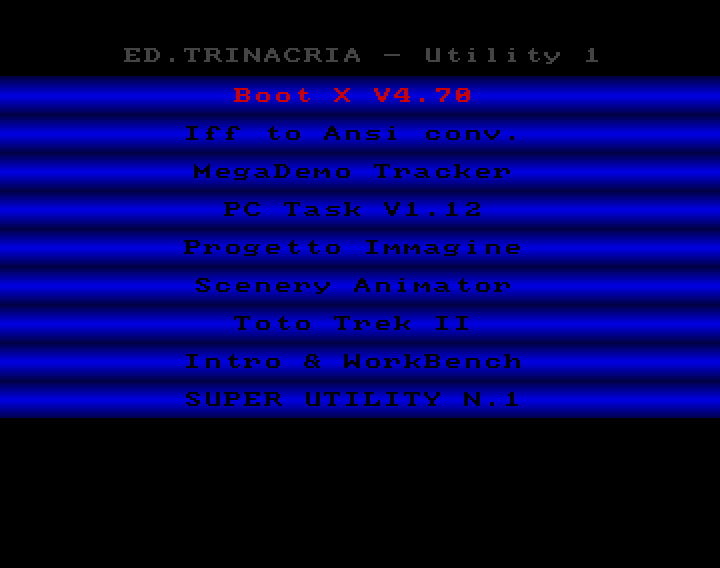 ED.TRINACRIA - Utility 1
Boot X V4.70
Iff to Ansi conv.
MegaDemo Tracker
PC Task V1.12
Progetto Immagine
Scenery Animator
Toto Trek II
Intro & WorkBench
SUPER UTILITY N.1